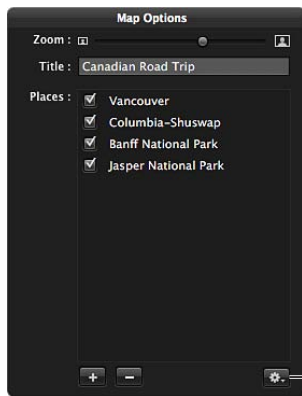 Map Options
Zoom :
Title : Canadian Road Trip
Places : Vancouver
Columbia-Shuswap
Banff National Park
Jasper National Park